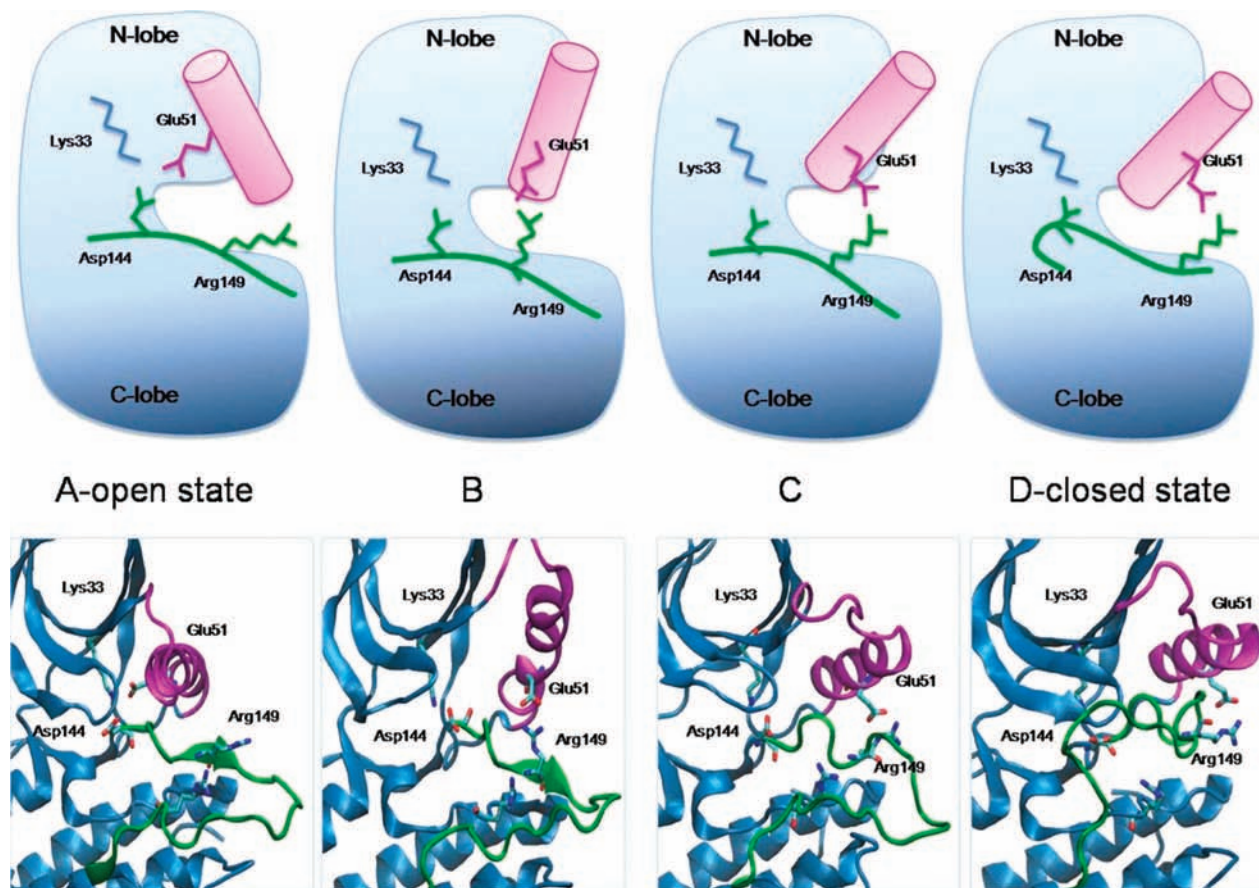 N-lobe
Lys33
Glu51
Asp144
Arg149
C-lobe
N-lobe
Lys33
Glu51
Asp144
Arg149
C-lobe
N-lobe
Lys33
Glu51
Asp144
Arg149
C-lobe
N-lobe
Lys33
Glu51
Asp144
Arg149
C-lobe
A-open state
B
C
D-closed state
Lys33
Glu51
Asp144
Arg149
Lys33
Glu51
Asp144
Arg149
Lys33
Glu51
Asp144
Arg149
Lys33
Glu51
Asp144
Arg149